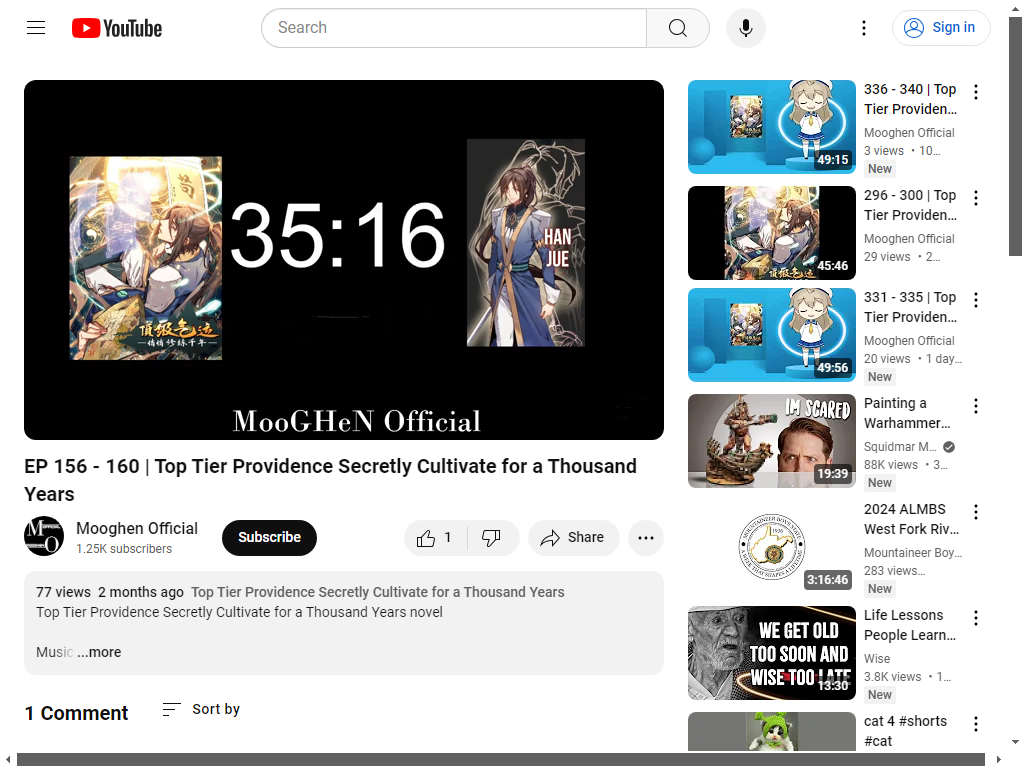 YouTube
Search
Sign in
35:16
HAN
JUE
頂級氣运
MooGHeN Official
EP 156 - 160 | Top Tier Providence Secretly Cultivate for a Thousand
Years
Mooghen Official
1.25K subscribers
Subscribe
1
Share
77 views 2 months ago Top Tier Providence Secretly Cultivate for a Thousand Years
Top Tier Providence Secretly Cultivate for a Thousand Years novel
Music ...more
1 Comment
Sort by
336 - 340 | Top
Tier Providen…
Mooghen Official
3 views • 10…
New
49:15
296 - 300 | Top
Tier Providen…
Mooghen Official
29 views • 2…
45:46
331 - 335 | Top
Tier Providen…
Mooghen Official
20 views • 1 day…
New
49:56
IM SCARED
19:39
Painting a
Warhammer…
Squidmar M…
88K views • 3…
New
3:16:46
2024 ALMBS
West Fork Riv…
Mountaineer Boy…
283 views…
New
WE GET OLD
TOO SOON AND
WISE TOO LATE
13:30
Life Lessons
People Learn…
Wise
3.8K views • 1…
New
cat 4 #shorts
#cat